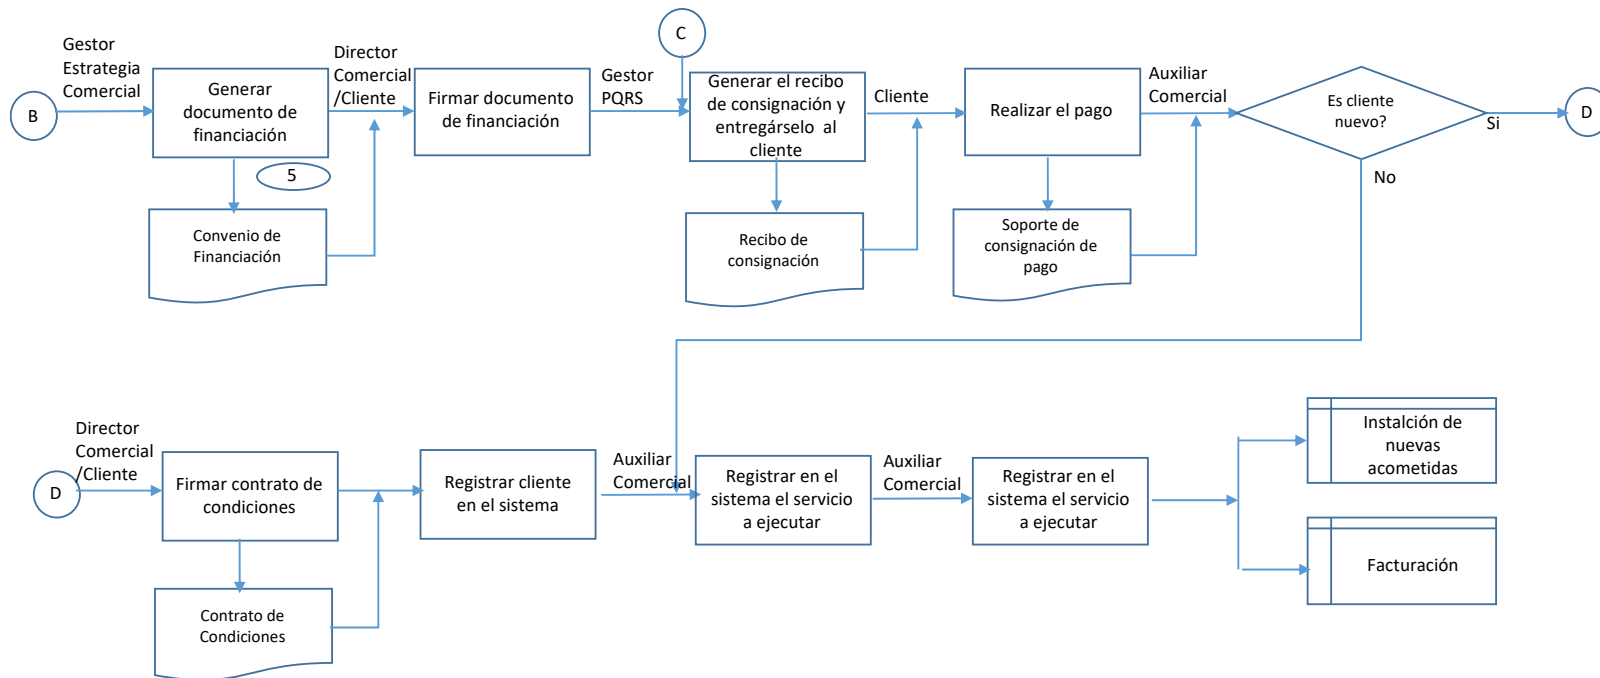 B
Gestor
Estrategia
Comercial
Generar
documento de
financiación
5
Convenio de
Financiación
Director
Comercial
/Cliente
Firmar documento
de financiación
Gestor
PQRS
C
Generar el recibo
de consignación y
entregárselo al
cliente
Recibo de
consignación
Cliente
Realizar el pago
Soporte de
consignación de
pago
Auxiliar
Comercial
Es cliente
nuevo?
Si
D
No
D
Director
Comercial
/Cliente
Firmar contrato de
condiciones
Contrato de
Condiciones
Registrar cliente
en el sistema
Auxiliar
Comercial
Registrar en el
sistema el servicio
a ejecutar
Auxiliar
Comercial
Registrar en el
sistema el servicio
a ejecutar
Instalción de
nuevas
acometidas
Facturación